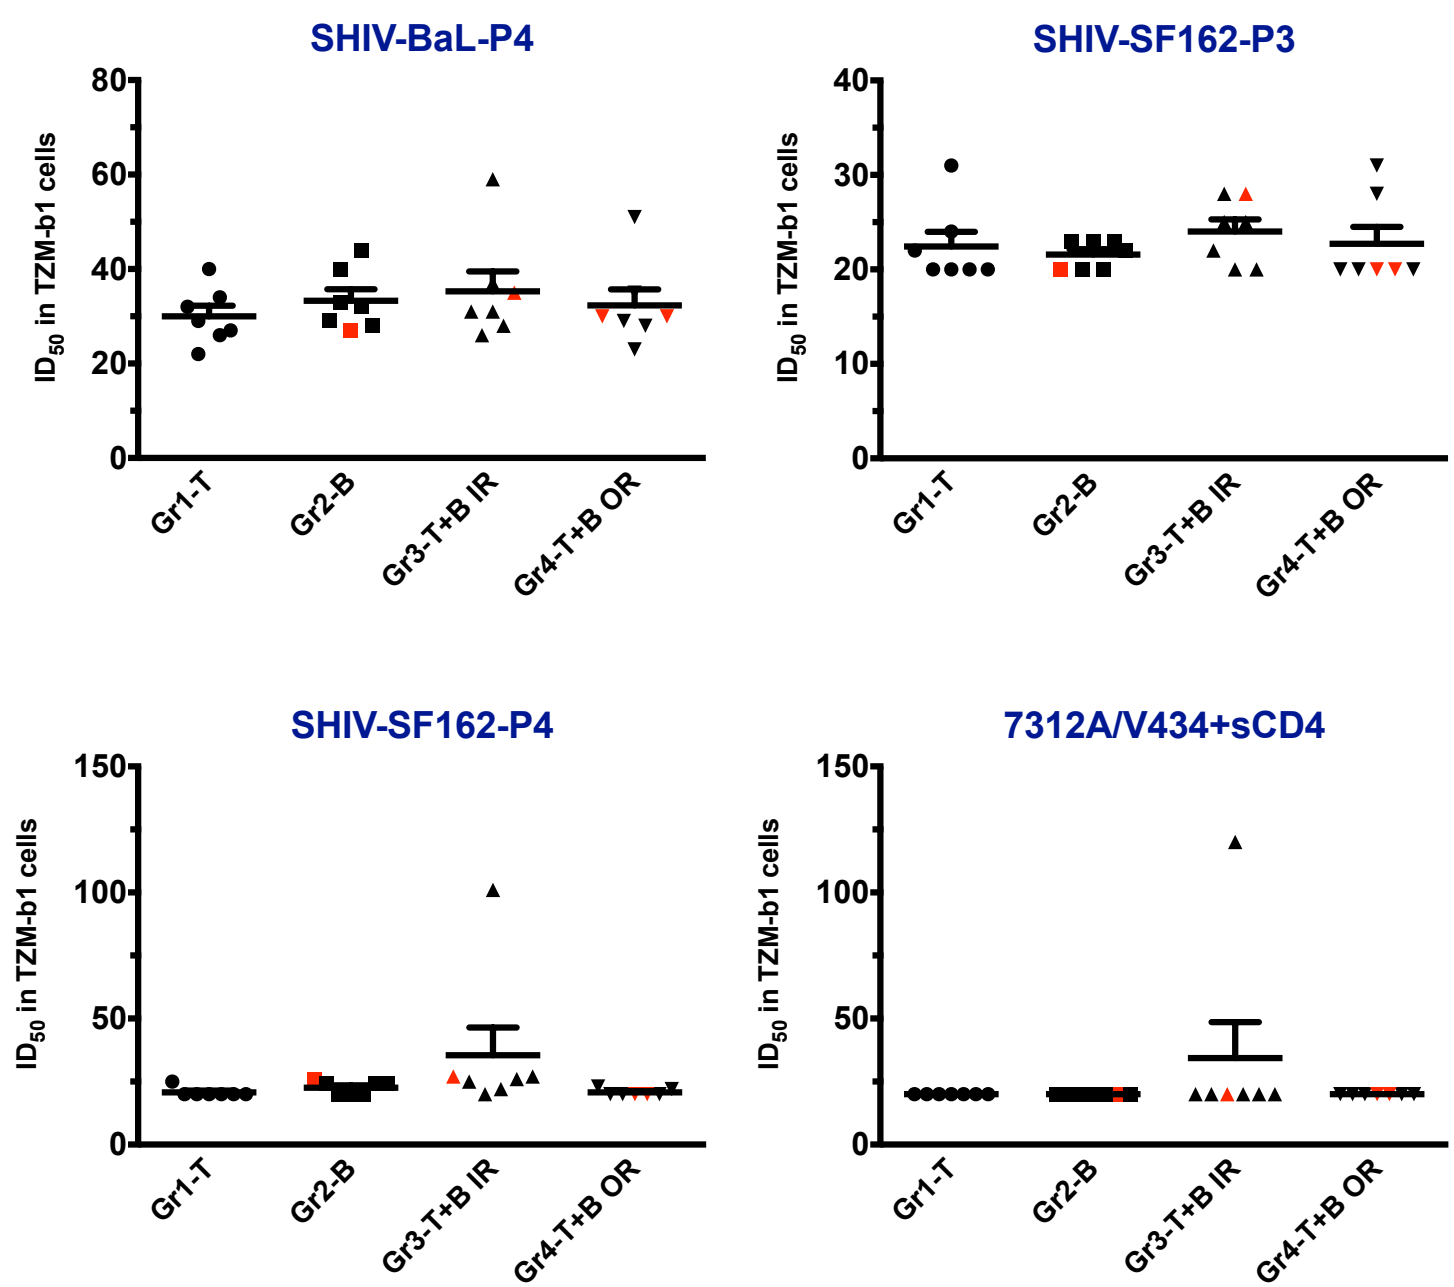 SHIV-BaL-P4
ID50 in TZM-b1 cells
80
60
40
20
0
Gr1-T
Gr2-B
Gr3-T+B IR
Gr4-T+B OR
SHIV-SF162-P3
ID50 in TZM-b1 cells
40
30
20
10
0
Gr1-T
Gr2-B
Gr3-T+B IR
Gr4-T+B OR
SHIV-SF162-P4
ID50 in TZM-b1 cells
150
100
50
0
Gr1-T
Gr2-B
Gr3-T+B IR
Gr4-T+B OR
7312A/V434+sCD4
ID50 in TZM-b1 cells
150
100
50
0
Gr1-T
Gr2-B
Gr3-T+B IR
Gr4-T+B OR